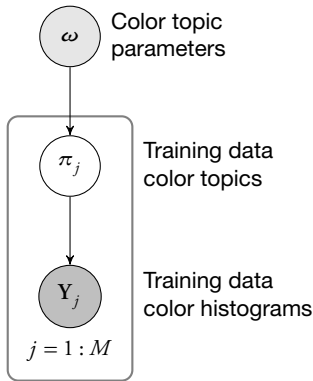 ω
Color topic
parameters
π_j
Training data
color topics
Y_j
Training data
color histograms
j = 1 : M